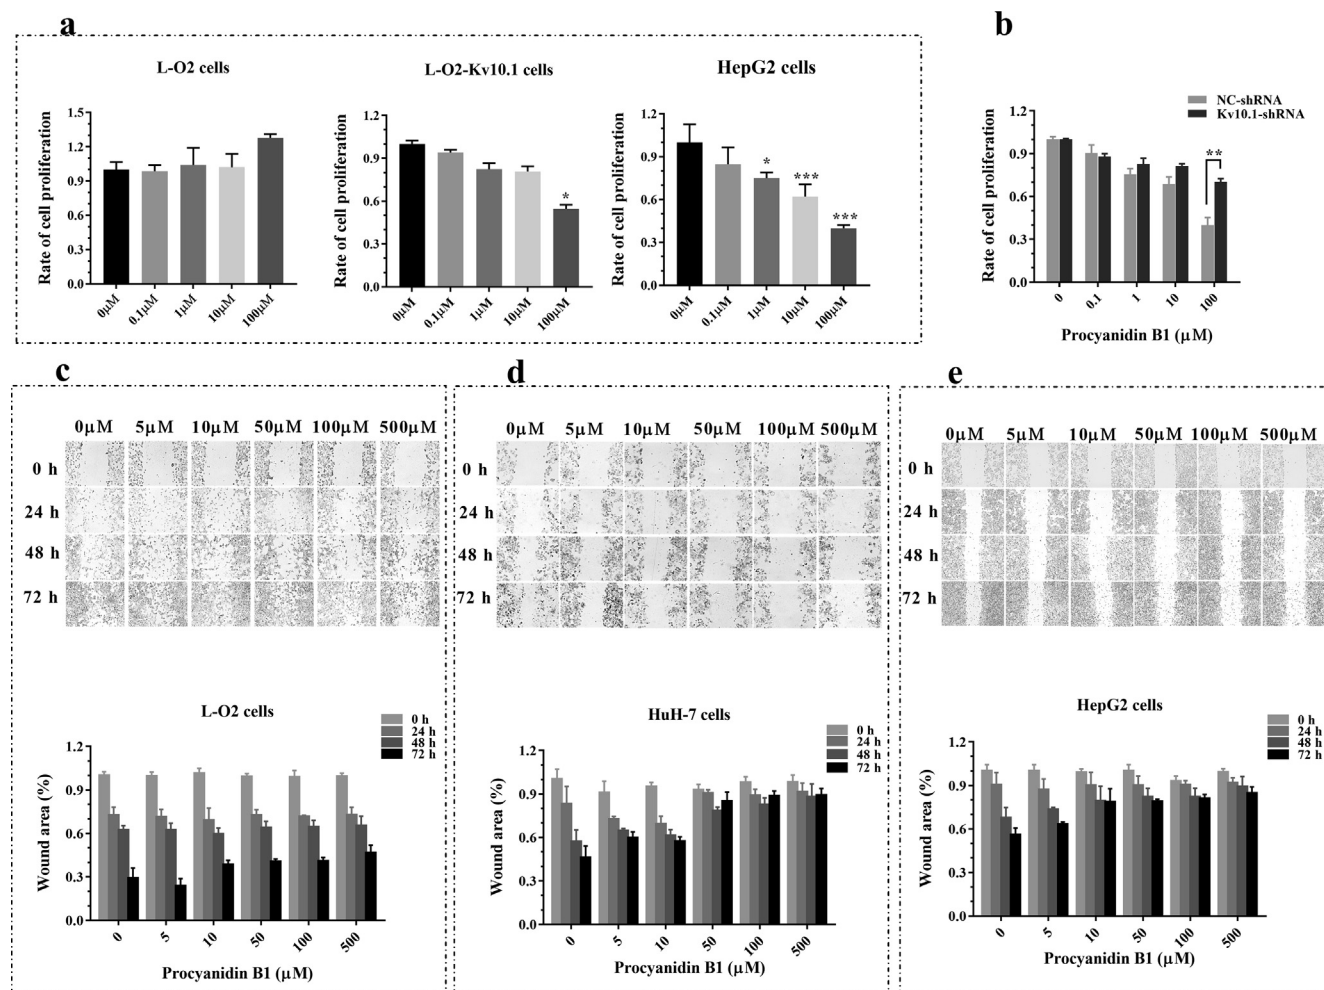 a
L-O2 cells
Rate of cell proliferation
1.5
1.2
0.9
0.6
0.3
0.0
0μM
0.1μM
1μM
10μM
100μM
L-O2-Kv10.1 cells
Rate of cell proliferation
1.2
0.9
0.6
0.3
0.0
*
0μM
0.1μM
1μM
10μM
100μM
HepG2 cells
Rate of cell proliferation
1.2
0.9
0.6
0.3
0.0
*
***
***
0μM
0.1μM
1μM
10μM
100μM
b
NC-shRNA
Kv10.1-shRNA
Rate of cell proliferation
1.2
0.9
0.6
0.3
0.0
**
0
0.1
1
10
100
Procyanidin B1 (μM)
c
0μM 5μM 10μM 50μM 100μM 500μM
0 h
24 h
48 h
72 h
L-O2 cells
0 h
24 h
48 h
72 h
Wound area (%)
1.2
0.9
0.6
0.3
0.0
0
5
10
50
100
500
Procyanidin B1 (μM)
d
0μM 5μM 10μM 50μM 100μM 500μM
0 h
24 h
48 h
72 h
HuH-7 cells
0 h
24 h
48 h
72 h
Wound area (%)
1.2
0.9
0.6
0.3
0.0
0
5
10
50
100
500
Procyanidin B1 (μM)
e
0μM 5μM 10μM 50μM 100μM 500μM
0 h
24 h
48 h
72 h
HepG2 cells
0 h
24 h
48 h
72 h
Wound area (%)
1.2
0.9
0.6
0.3
0.0
0
5
10
50
100
500
Procyanidin B1 (μM)